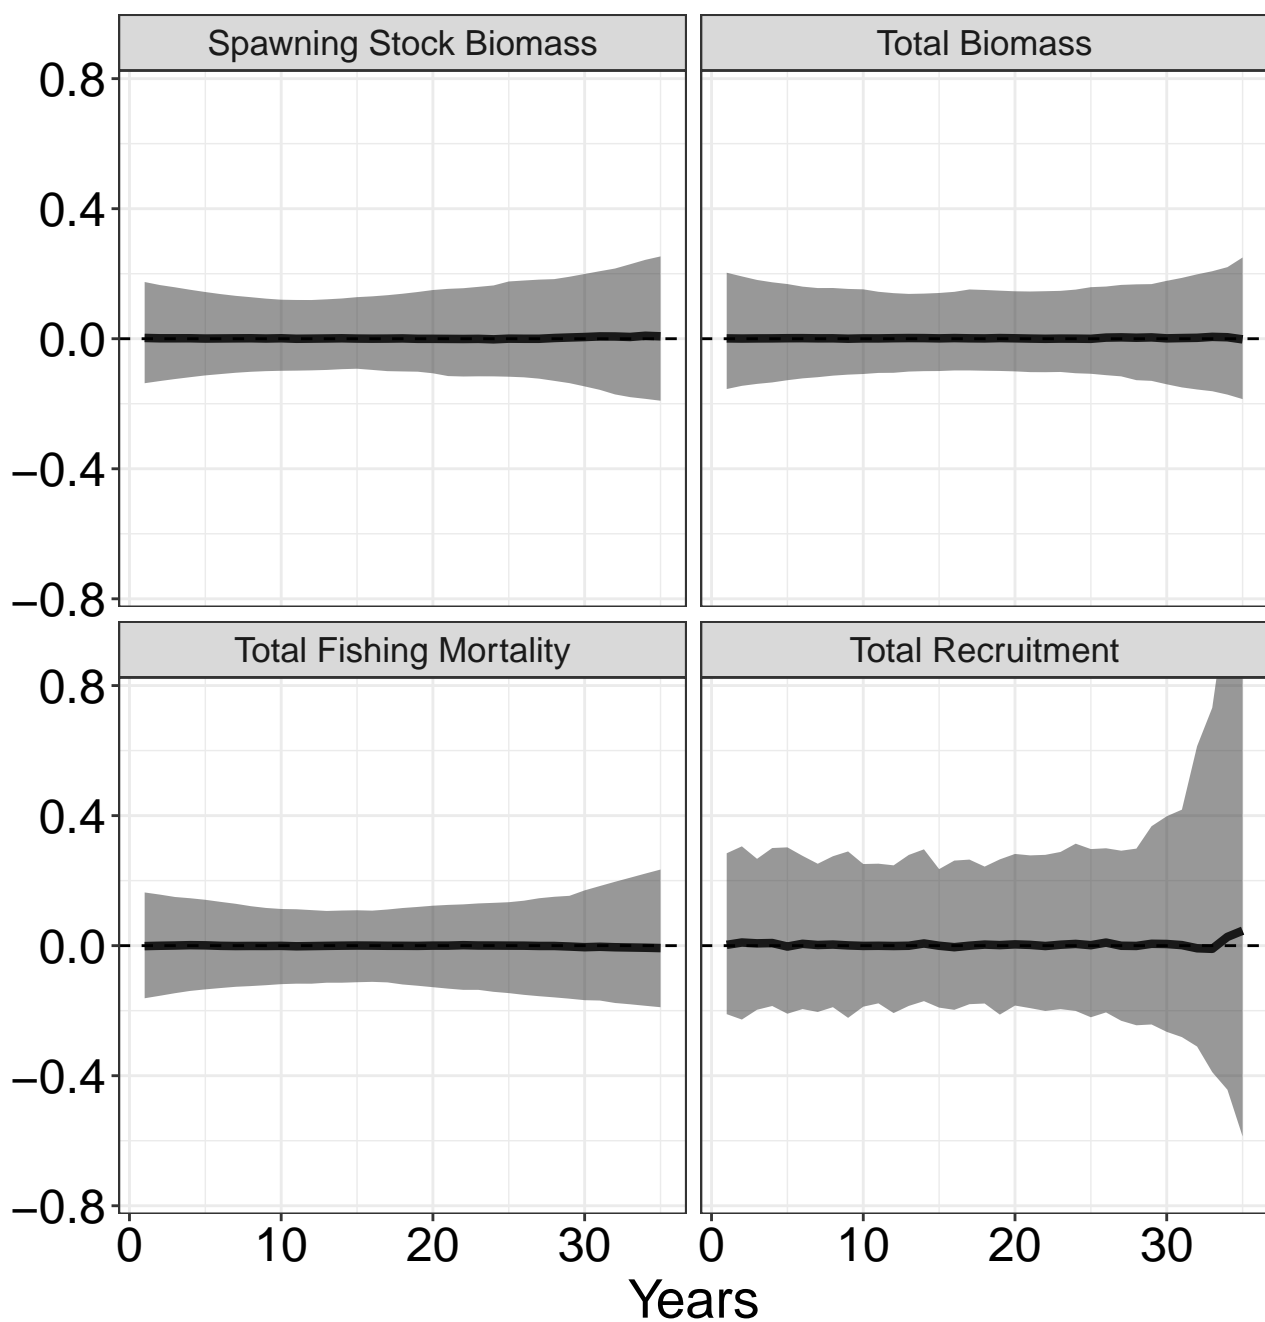 Spawning Stock Biomass
Total Biomass
0.8
0.4
0.0
−0.4
−0.8
Total Fishing Mortality
Total Recruitment
0.8
0.4
0.0
−0.4
−0.8
0 10 20 30
0 10 20 30
Years